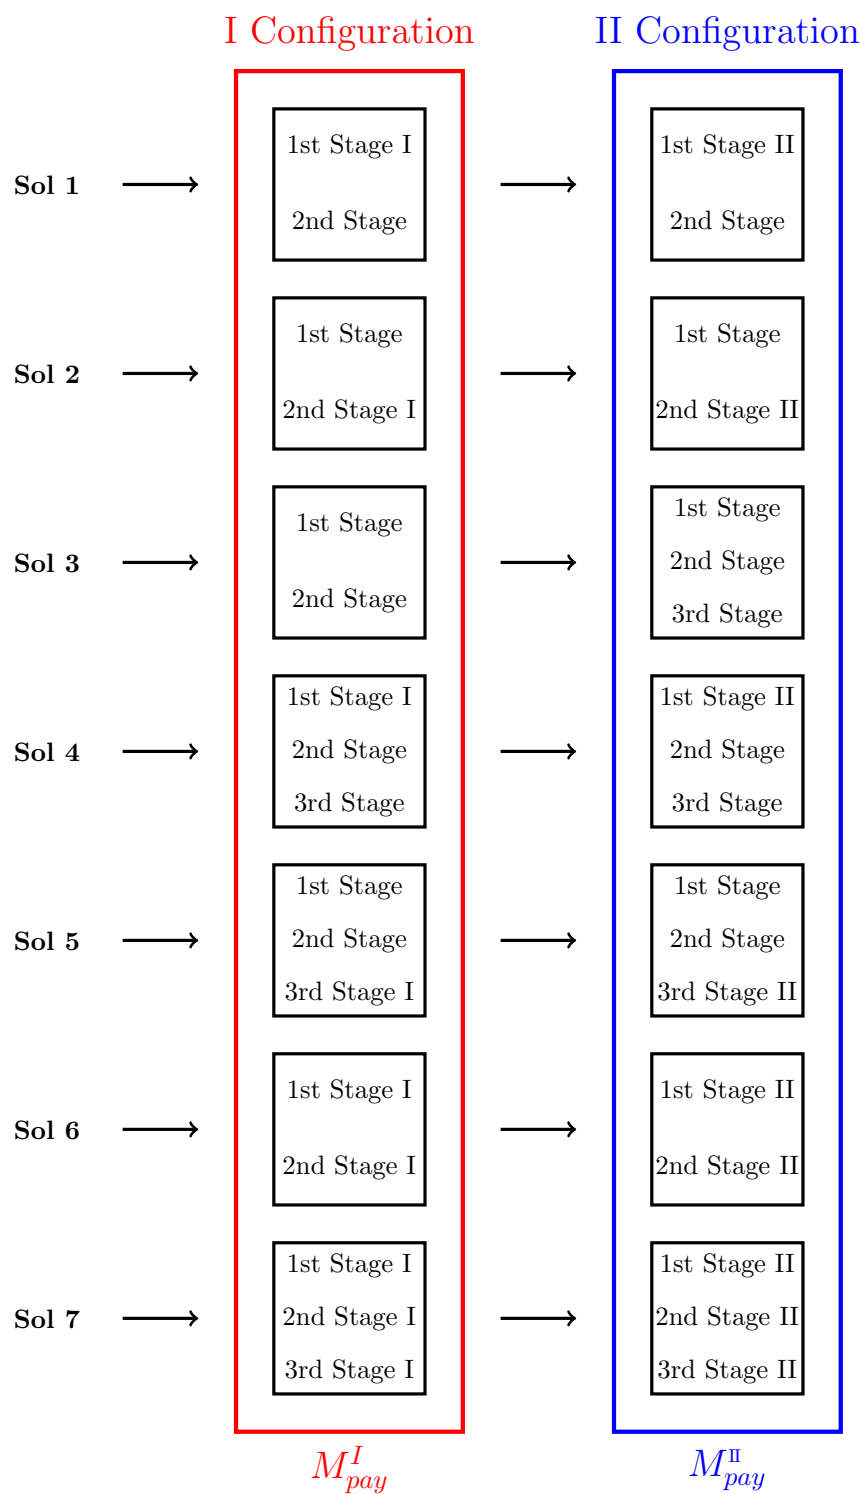 I Configuration
II Configuration
Sol 1
1st Stage I
2nd Stage
1st Stage II
2nd Stage
Sol 2
1st Stage
2nd Stage I
1st Stage
2nd Stage II
Sol 3
1st Stage
2nd Stage
1st Stage
2nd Stage
3rd Stage
Sol 4
1st Stage I
2nd Stage
3rd Stage
1st Stage II
2nd Stage
3rd Stage
Sol 5
1st Stage
2nd Stage
3rd Stage I
1st Stage
2nd Stage
3rd Stage II
Sol 6
1st Stage I
2nd Stage I
1st Stage II
2nd Stage II
Sol 7
1st Stage I
2nd Stage I
3rd Stage I
1st Stage II
2nd Stage II
3rd Stage II
$M_{pay}^{I}$
$M_{pay}^{II}$